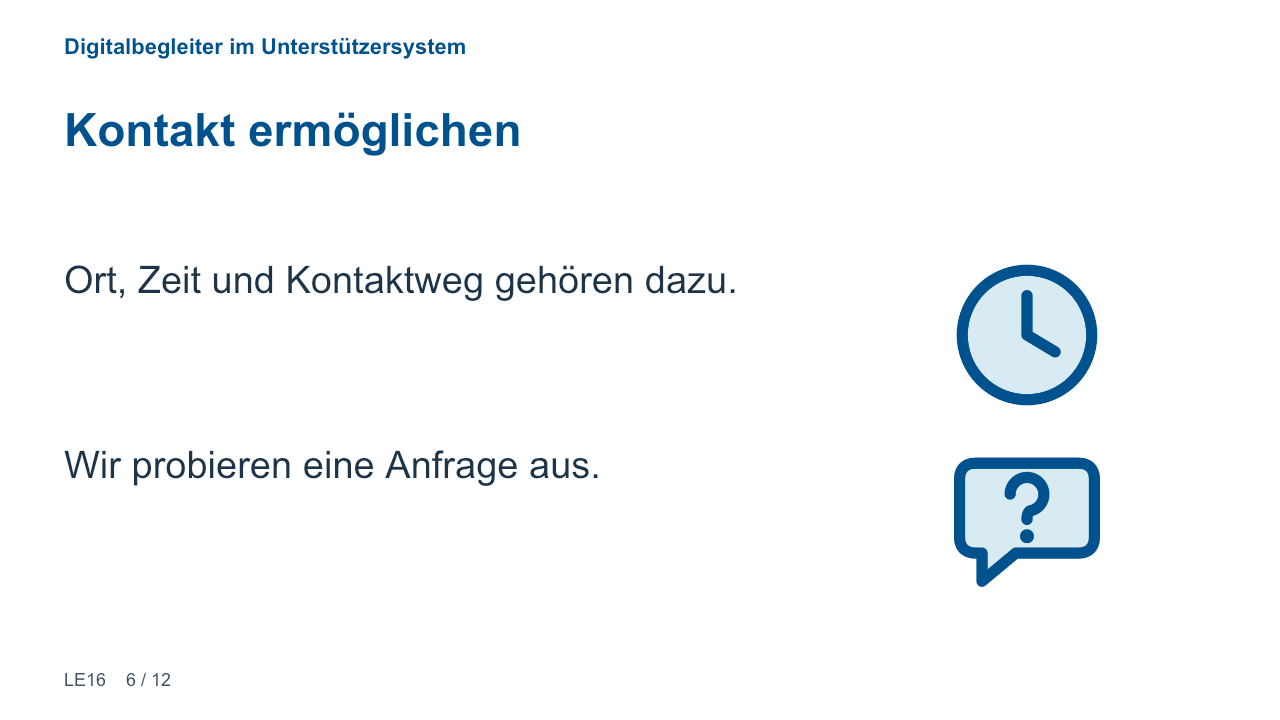 Digitalbegleiter im Unterstützersystem
Kontakt ermöglichen
Ort, Zeit und Kontaktweg gehören dazu.
?
Wir probieren eine Anfrage aus.
LE16 6 / 12